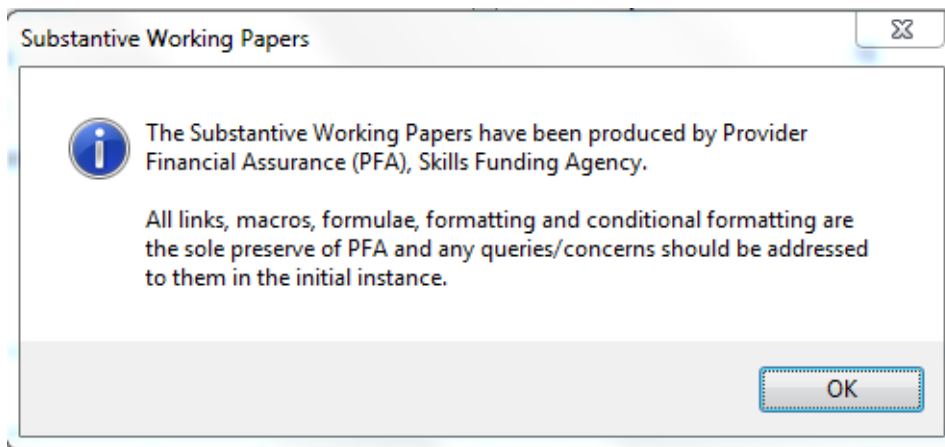 Substantive Working Papers
The Substantive Working Papers have been produced by Provider
Financial Assurance (PFA), Skills Funding Agency.
All links, macros, formulae, formatting and conditional formatting are
the sole preserve of PFA and any queries/concerns should be addressed
to them in the initial instance.
OK